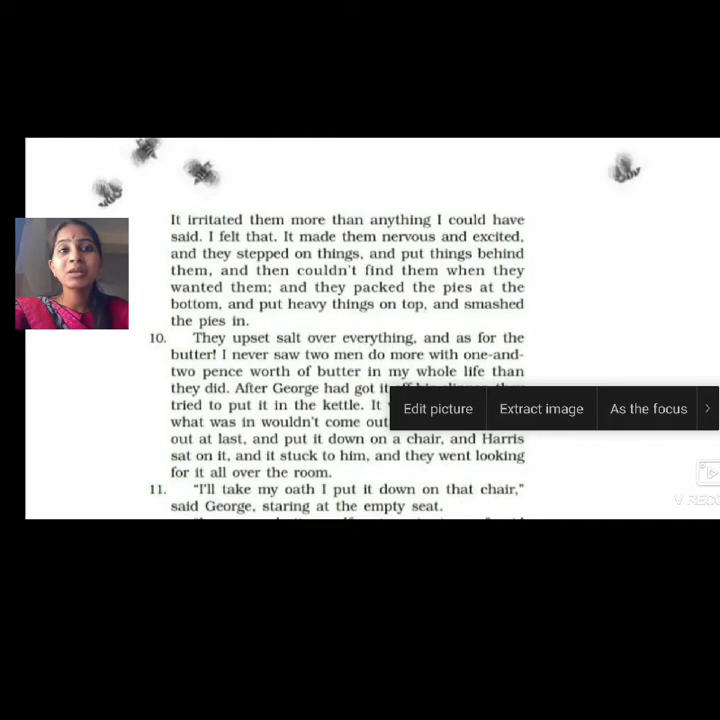 It irritated them more than anything I could have
said. I felt that. It made them nervous and excited,
and they stepped on things, and put things behind
them, and then couldn't find them when they
wanted them; and they packed the pies at the
bottom, and put heavy things on top, and smashed
the pies in.
10. They upset salt over everything, and as for the
butter! I never saw two men do more with one-and-
two pence worth of butter in my whole life than
they did. After George had got it off his slipper, they
tried to put it in the kettle. It
what was in wouldn't come out
out at last, and put it down on a chair, and Harris
sat on it, and it stuck to him, and they went looking
for it all over the room.
11. "I'll take my oath I put it down on that chair,"
said George, staring at the empty seat.
Edit picture
Extract image
As the focus
V RECO